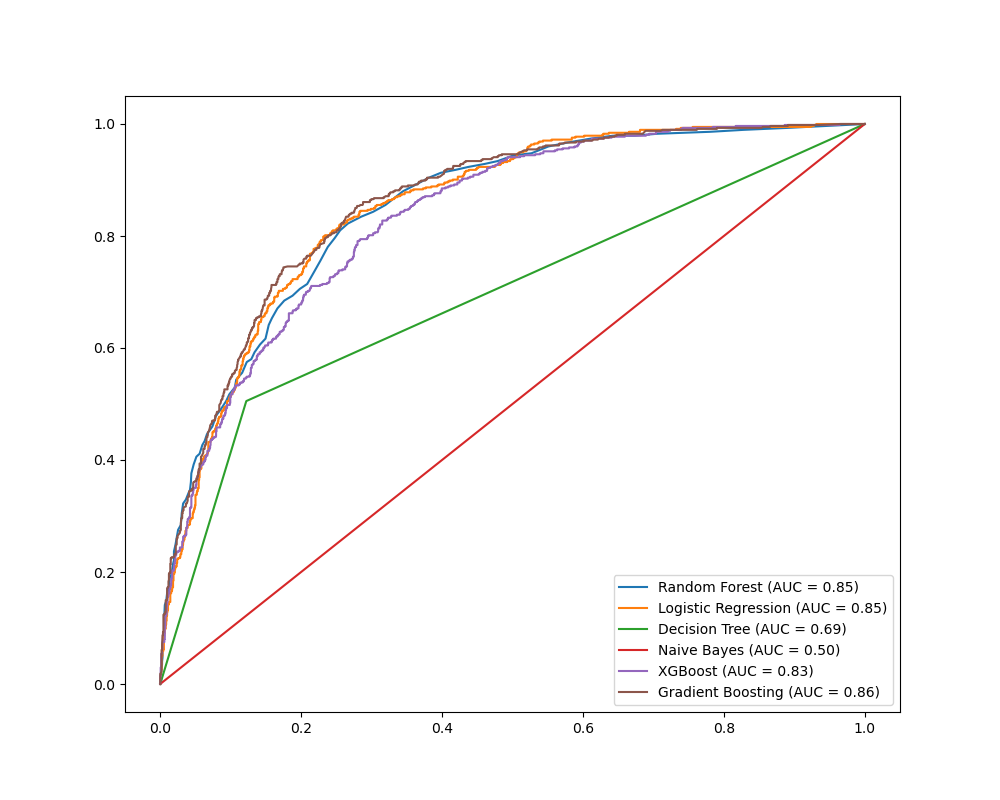 1.0
0.8
0.6
0.4
0.2
0.0
Random Forest (AUC = 0.85)
Logistic Regression (AUC = 0.85)
Decision Tree (AUC = 0.69)
Naive Bayes (AUC = 0.50)
XGBoost (AUC = 0.83)
Gradient Boosting (AUC = 0.86)
0.0 0.2 0.4 0.6 0.8 1.0